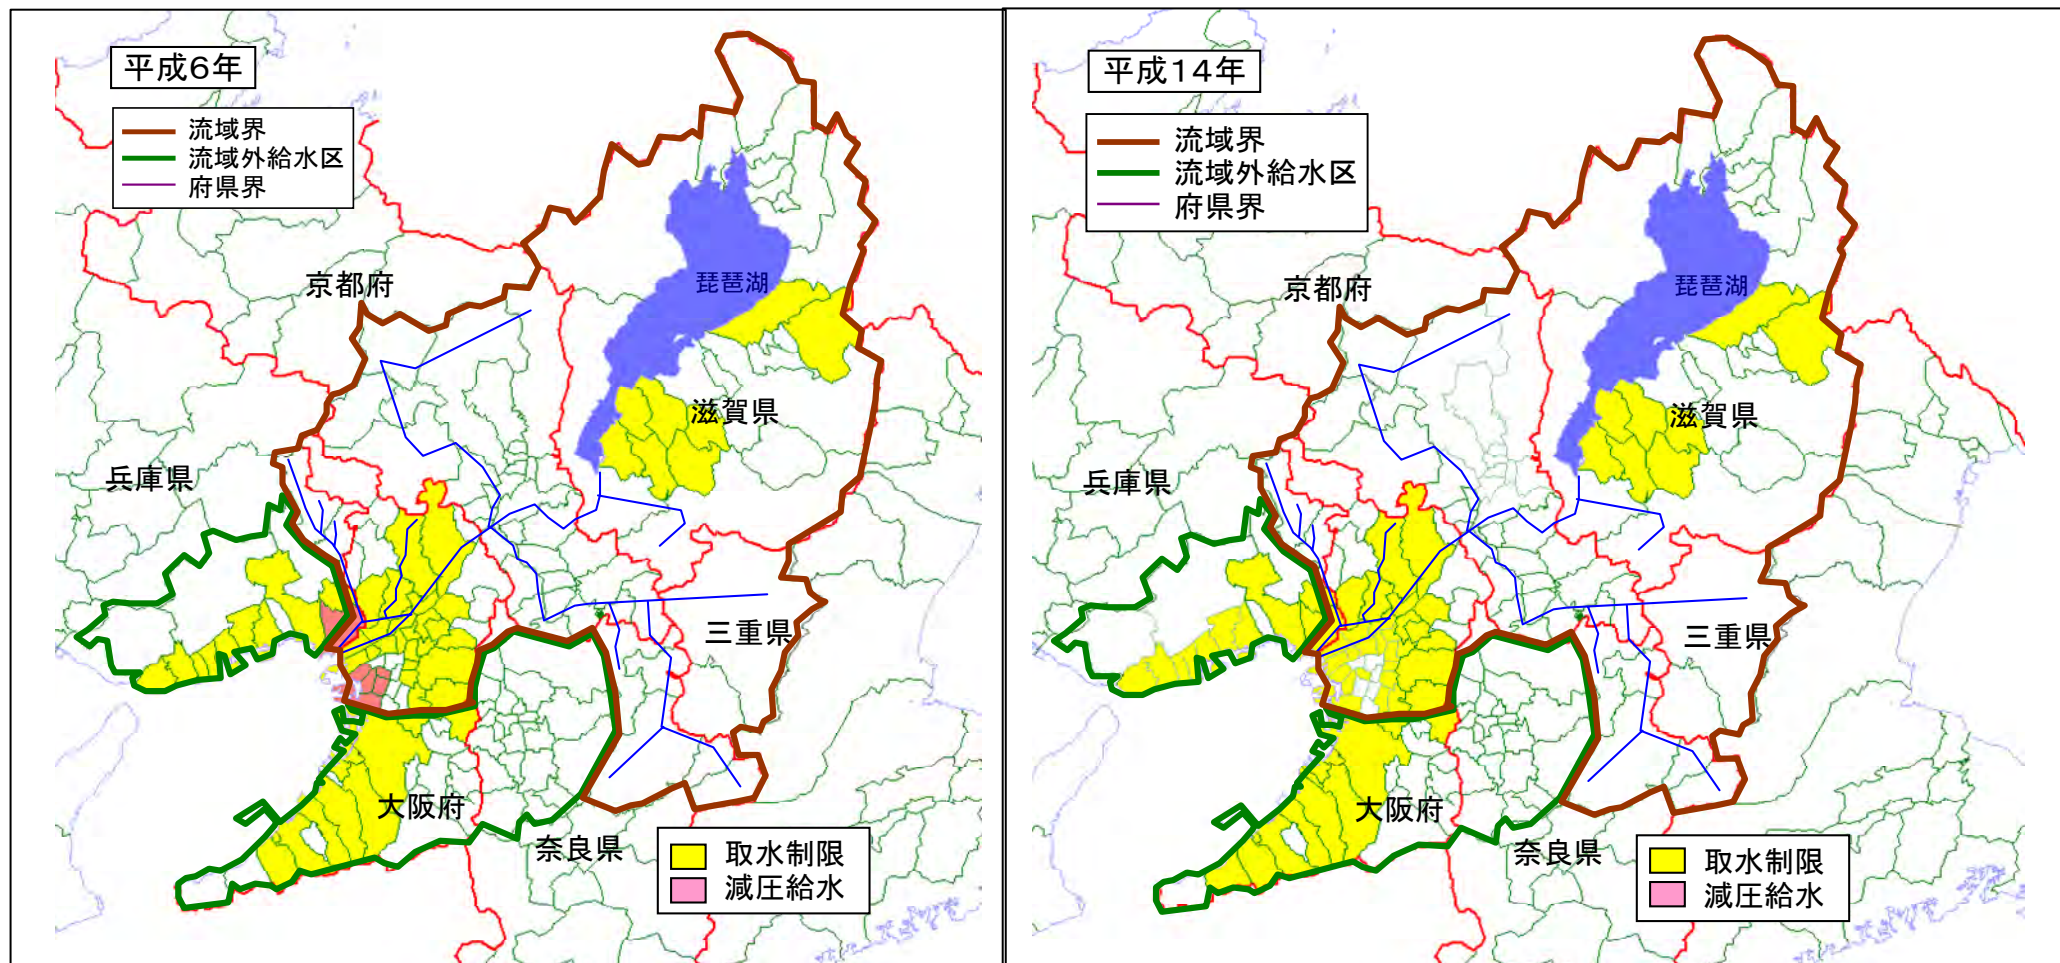 平成6年
流域界
流域外給水区
府県界
京都府
琵琶湖
滋賀県
兵庫県
三重県
大阪府
奈良県
取水制限
減圧給水
平成14年
流域界
流域外給水区
府県界
京都府
琵琶湖
滋賀県
兵庫県
三重県
大阪府
奈良県
取水制限
減圧給水